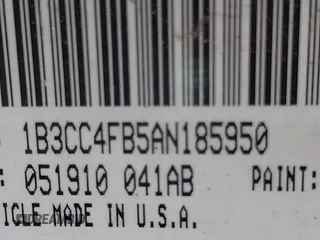 1B3CC4FB5AN185950
: 051910 041AB PAINT:
ICLE MADE IN U.S.A.